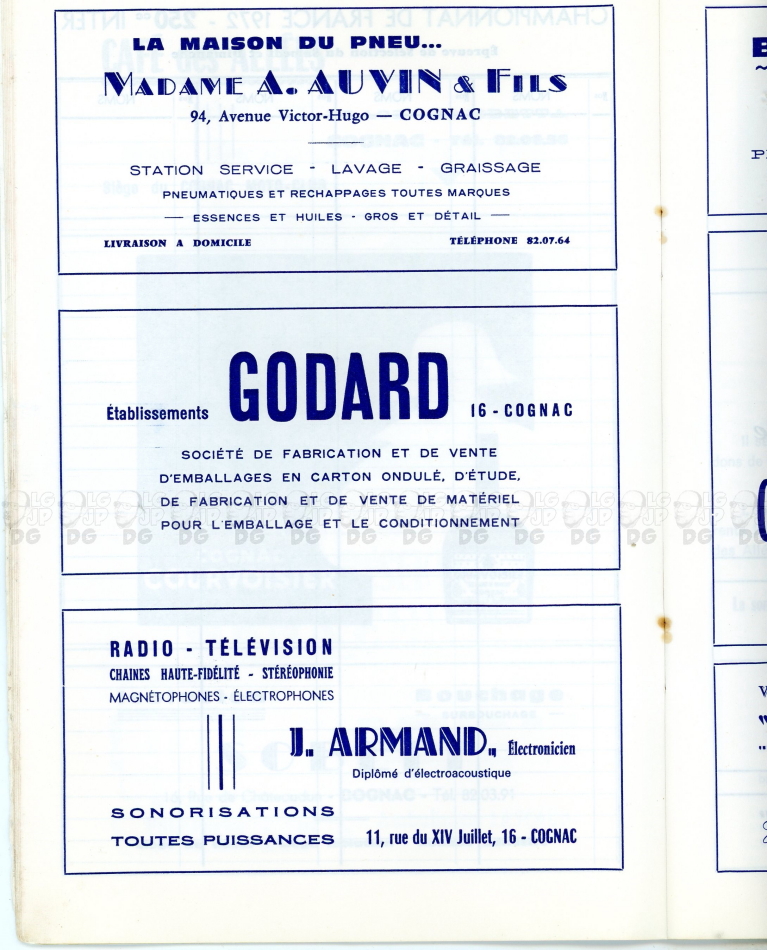 LA MAISON DU PNEU...
MADAME A. AUVIN & FILS
94, Avenue Victor-Hugo — COGNAC
STATION SERVICE - LAVAGE - GRAISSAGE
PNEUMATIQUES ET RECHAPPAGES TOUTES MARQUES
— ESSENCES ET HUILES - GROS ET DÉTAIL —
LIVRAISON A DOMICILE TÉLÉPHONE 82.07.64
Établissements GODARD 16 - COGNAC
SOCIÉTÉ DE FABRICATION ET DE VENTE
D'EMBALLAGES EN CARTON ONDULÉ, D'ÉTUDE,
DE FABRICATION ET DE VENTE DE MATÉRIEL
POUR L'EMBALLAGE ET LE CONDITIONNEMENT
RADIO - TÉLÉVISION
CHAINES HAUTE-FIDÉLITÉ - STÉRÉOPHONIE
MAGNÉTOPHONES - ÉLECTROPHONES
J. ARMAND, Électronicien
Diplômé d'électroacoustique
SONORISATIONS
TOUTES PUISSANCES 11, rue du XIV Juillet, 16 - COGNAC